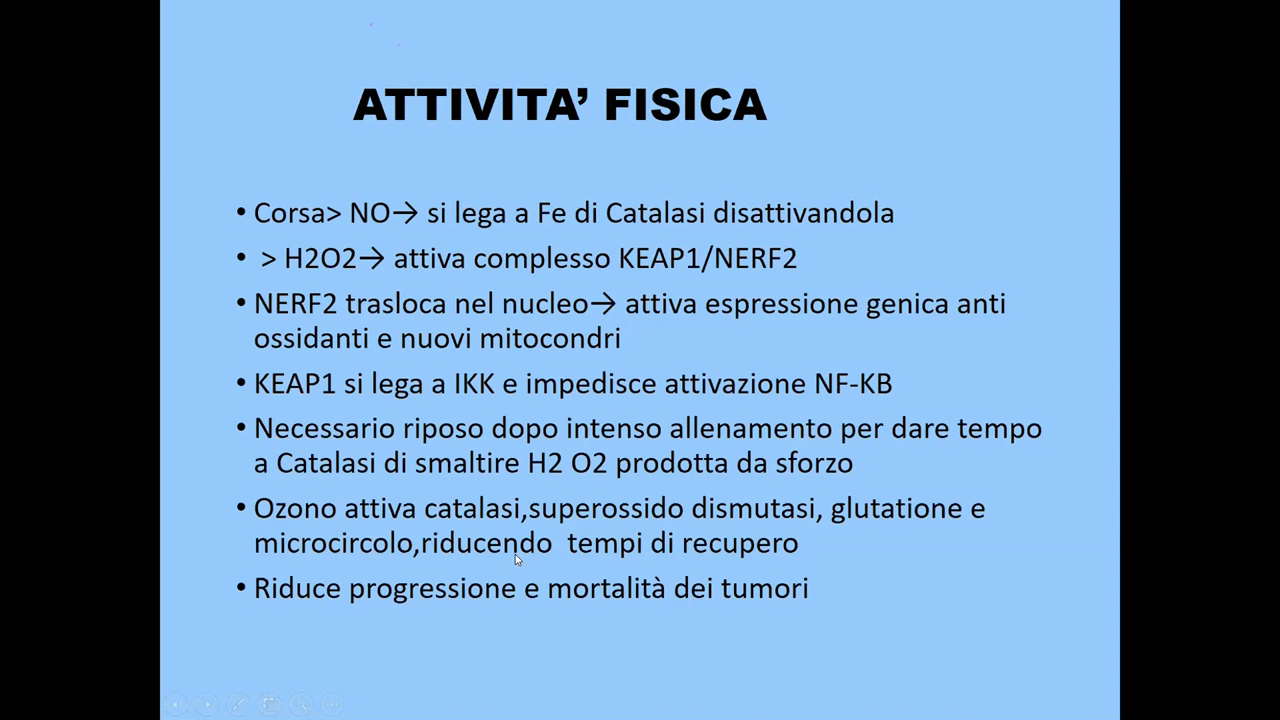 ATTIVITA’ FISICA
• Corsa> NO→ si lega a Fe di Catalasi disattivandola
• > H2O2→ attiva complesso KEAP1/NERF2
• NERF2 trasloca nel nucleo→ attiva espressione genica anti
ossidanti e nuovi mitocondri
• KEAP1 si lega a IKK e impedisce attivazione NF-KB
• Necessario riposo dopo intenso allenamento per dare tempo
a Catalasi di smaltire H2 O2 prodotta da sforzo
• Ozono attiva catalasi,superossido dismutasi, glutatione e
microcircolo,riducendo  tempi di recupero
• Riduce progressione e mortalità dei tumori